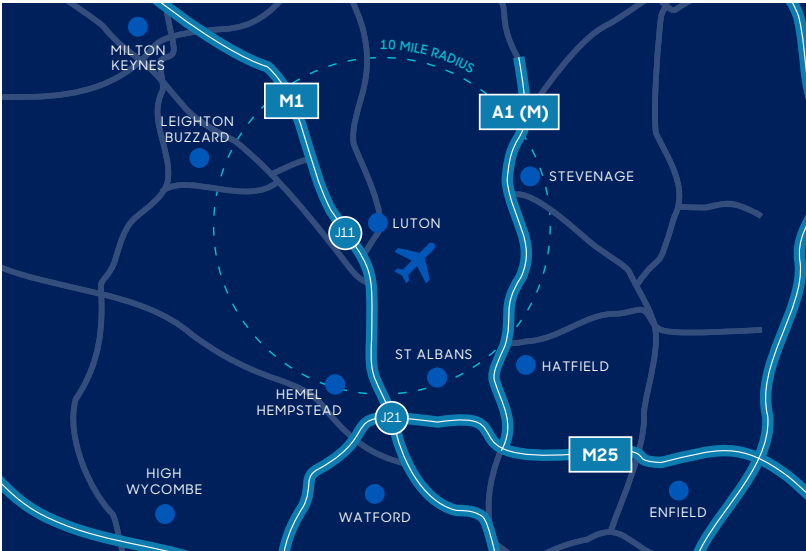 10 MILE RADIUS
MILTON
KEYNES
M1
A1 (M)
LEIGHTON
BUZZARD
STEVENAGE
LUTON
J11
ST ALBANS
HATFIELD
HEMEL
HEMPSTEAD
J21
M25
HIGH
WYCOMBE
WATFORD
ENFIELD